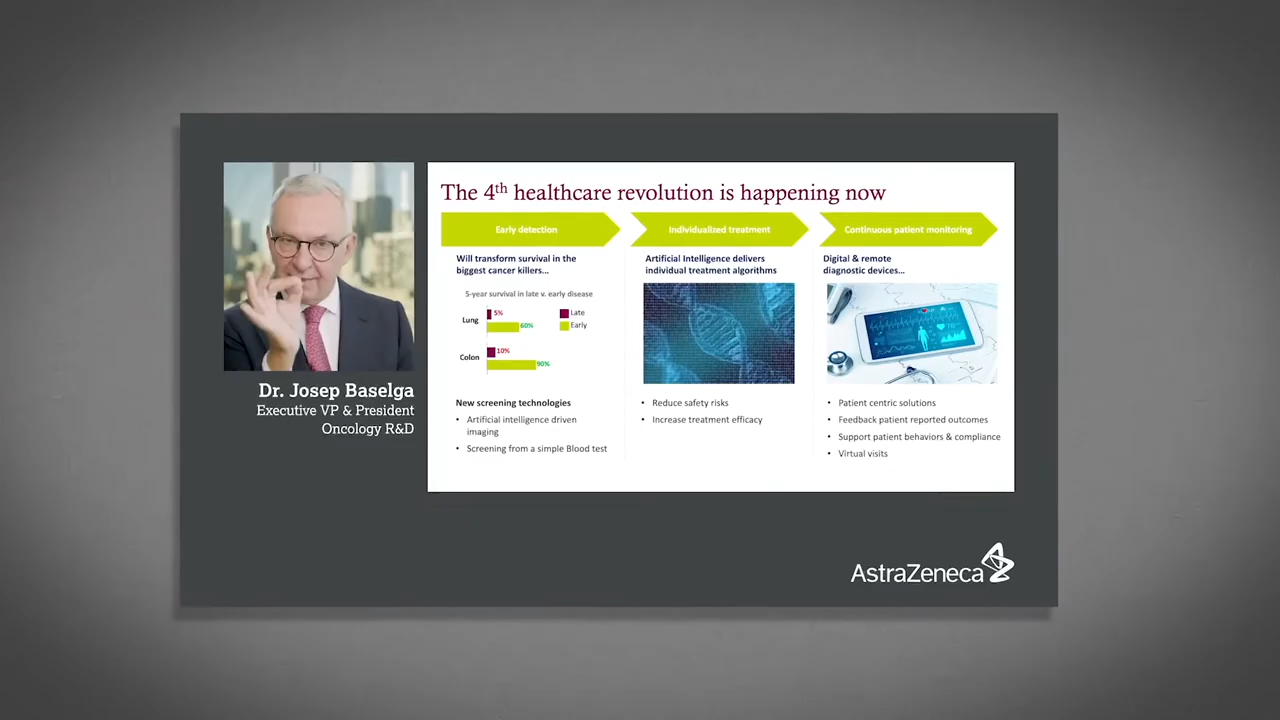 The 4th healthcare revolution is happening now
Early detection
Individualized treatment
Continuous patient monitoring
Will transform survival in the
biggest cancer killers...
5-year survival in late v. early disease
Lung
5%
60%
Late
Early
Colon
10%
90%
New screening technologies
• Artificial intelligence driven
imaging
• Screening from a simple Blood test
Artificial Intelligence delivers
individual treatment algorithms
• Reduce safety risks
• Increase treatment efficacy
Digital & remote
diagnostic devices...
• Patient centric solutions
• Feedback patient reported outcomes
• Support patient behaviors & compliance
• Virtual visits
Dr. Josep Baselga
Executive VP & President
Oncology R&D
AstraZeneca